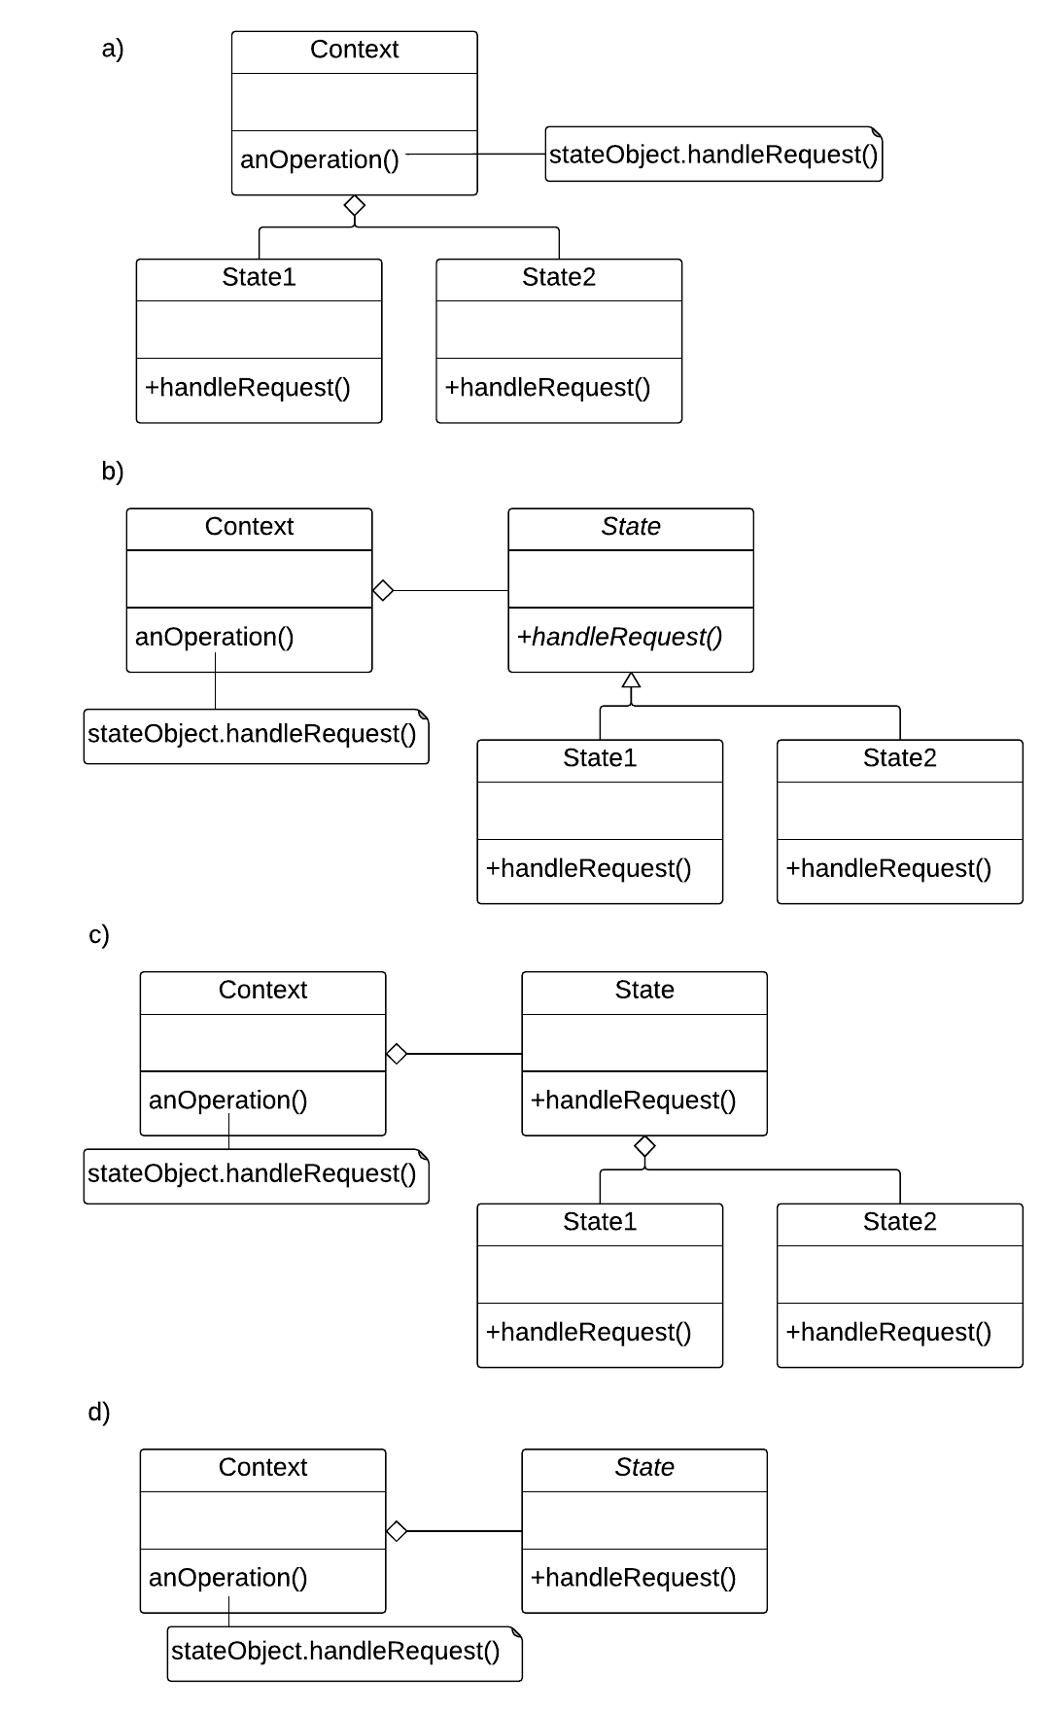 a)
Context
anOperation()
stateObject.handleRequest()
State1
State2
+handleRequest()
+handleRequest()
b)
Context
State
anOperation()
+handleRequest()
stateObject.handleRequest()
State1
State2
+handleRequest()
+handleRequest()
c)
Context
State
anOperation()
+handleRequest()
stateObject.handleRequest()
State1
State2
+handleRequest()
+handleRequest()
d)
Context
State
anOperation()
+handleRequest()
stateObject.handleRequest()